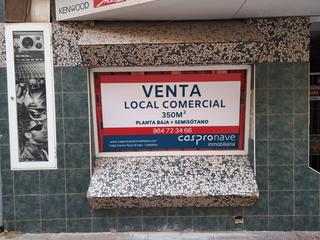 KENWOOD
VENTA
LOCAL COMERCIAL
350M²
PLANTA BAJA + SEMISÓTANO
964 72 34 66
caspronave
inmobiliaria